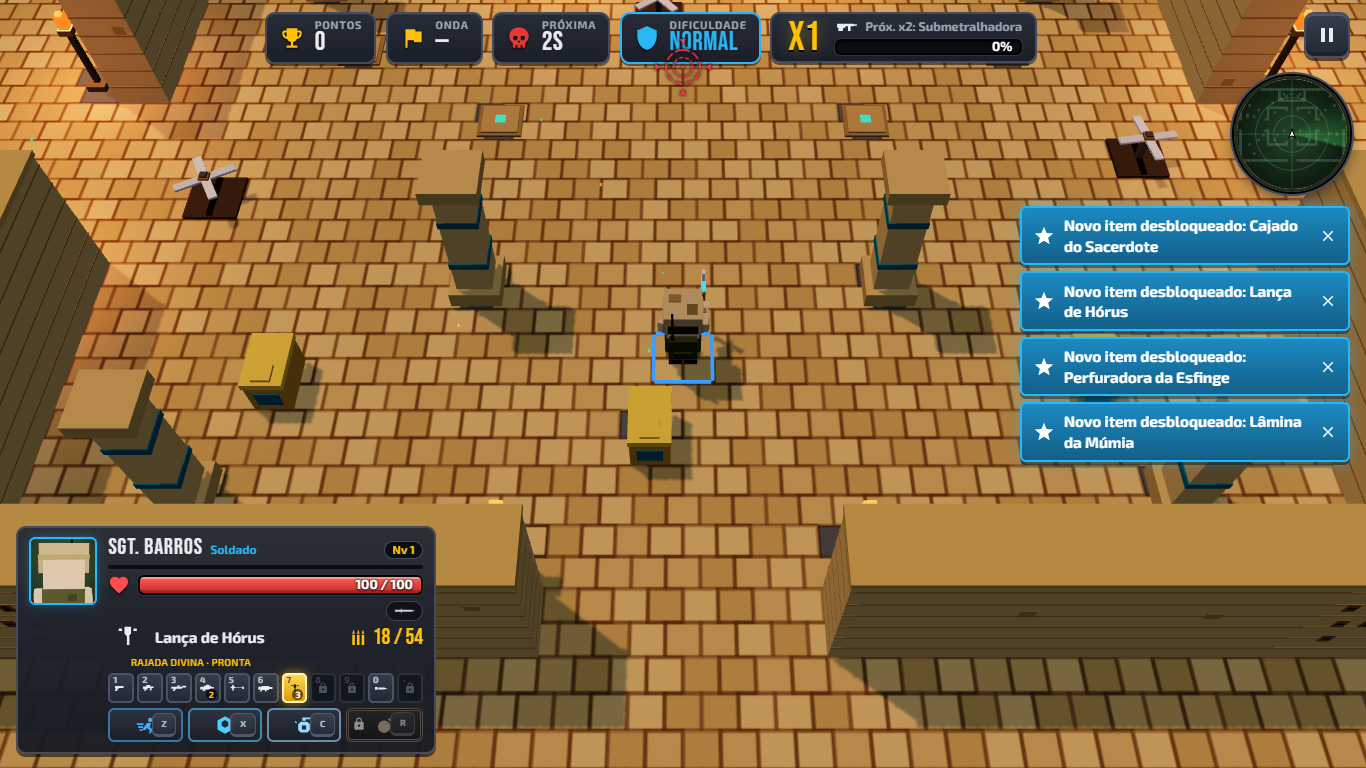 PONTOS
0
ONDA
–
PRÓXIMA
2S
DIFICULDADE
NORMAL
X1
Próx. x2: Submetralhadora
0%
Novo item desbloqueado: Cajado
do Sacerdote
Novo item desbloqueado: Lança
de Hórus
Novo item desbloqueado:
Perfuradora da Esfinge
Novo item desbloqueado: Lâmina
da Múmia
SGT. BARROS Soldado Nv 1
100 / 100
Lança de Hórus 18 / 54
RAJADA DIVINA · PRONTA
1 2 3 4 2 5 6 7 3 8 9 0
Z X C R